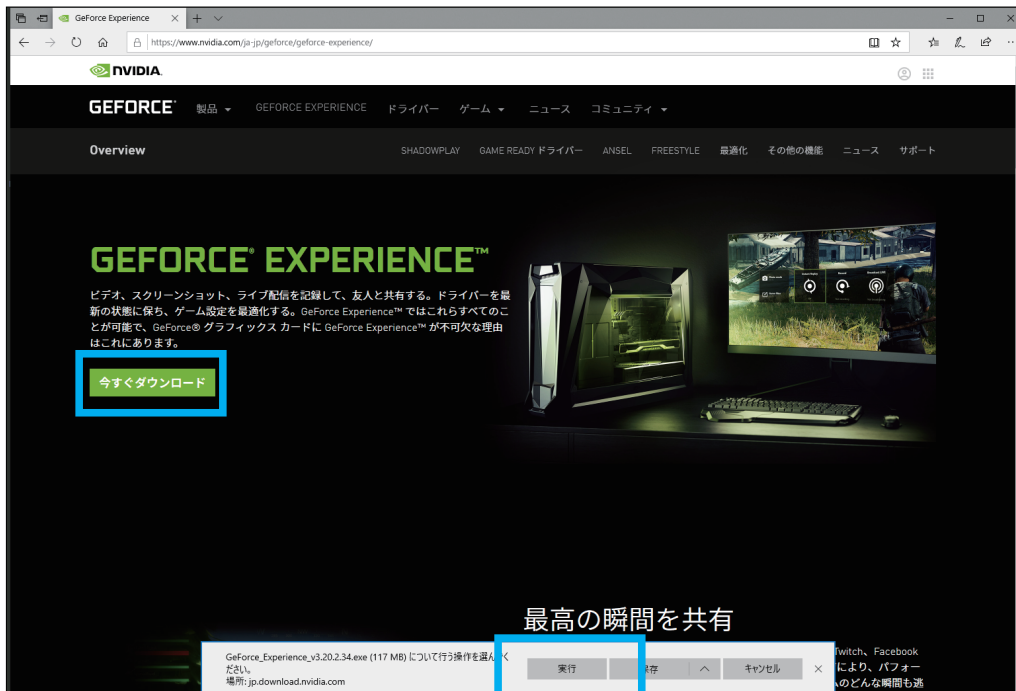 GeForce Experience
https://www.nvidia.com/ja-jp/geforce/geforce-experience/
NVIDIA.
GEFORCE 製品 GEFORCE EXPERIENCE ドライバー ゲーム ニュース コミュニティ
Overview SHADOWPLAY GAME READY ドライバー ANSEL FREESTYLE 最適化 その他の機能 ニュース サポート
GEFORCE® EXPERIENCE™
ビデオ、スクリーンショット、ライブ配信を記録して、友人と共有する。ドライバーを最
新の状態に保ち、ゲーム設定を最適化する。GeForce Experience™ ではこれらすべてのこ
とが可能で、GeForce® グラフィックス カードに GeForce Experience™ が不可欠な理由
はこれにあります。
今すぐダウンロード
最高の瞬間を共有
GeForce_Experience_v3.20.2.34.exe (117 MB) について行う操作を選んく
ださい。
場所: jp.download.nvidia.com
実行 存 キャンセル
Twitch、Facebook
により、パフォー
のどんな瞬間も逃